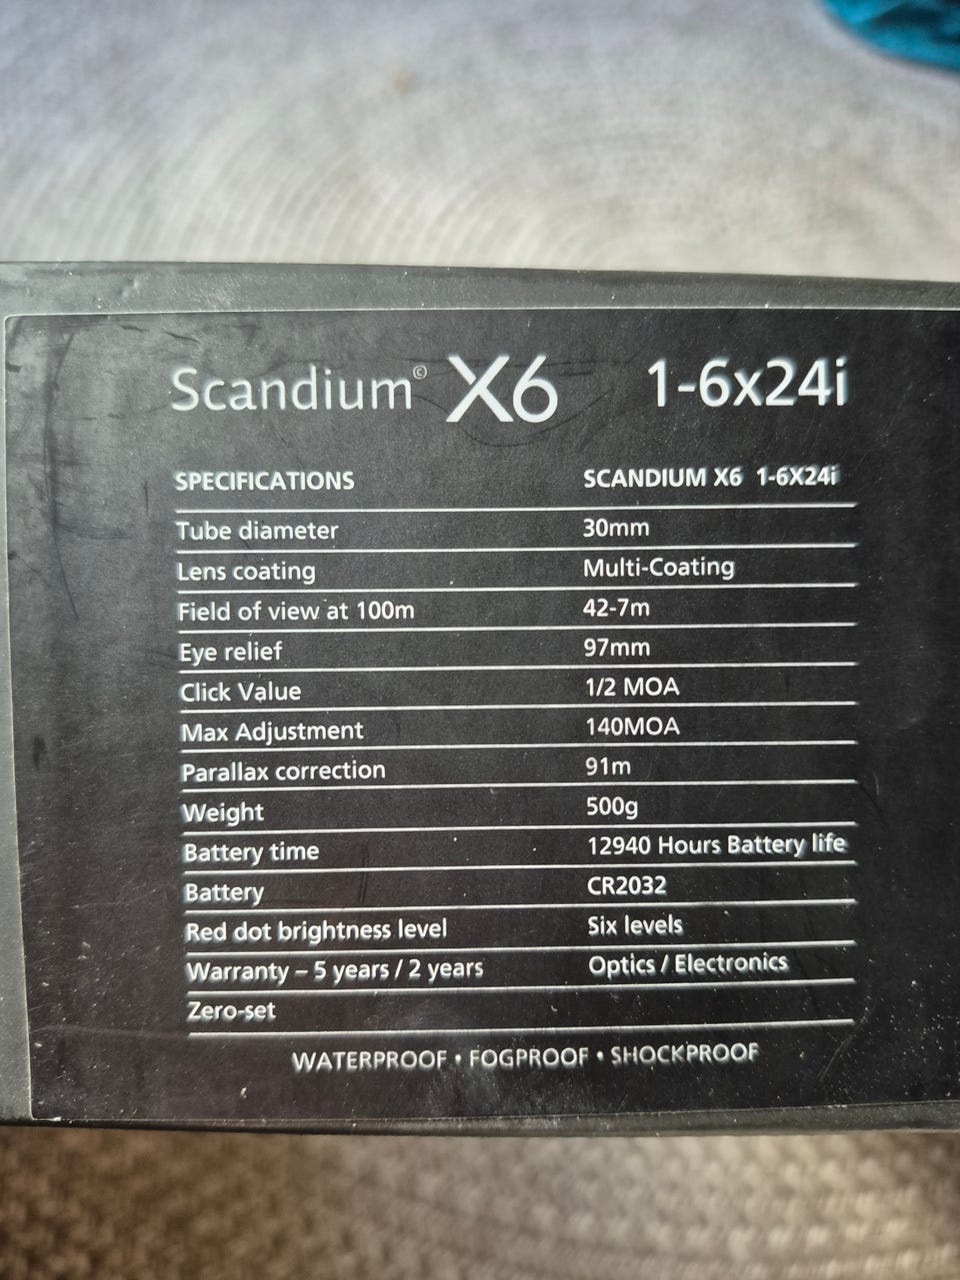 Scandium© X6 1-6x24i
SPECIFICATIONS SCANDIUM X6 1-6X24i
Tube diameter 30mm
Lens coating Multi-Coating
Field of view at 100m 42-7m
Eye relief 97mm
Click Value 1/2 MOA
Max Adjustment 140MOA
Parallax correction 91m
Weight 500g
Battery time 12940 Hours Battery life
Battery CR2032
Red dot brightness level Six levels
Warranty – 5 years / 2 years Optics / Electronics
Zero-set
WATERPROOF • FOGPROOF • SHOCKPROOF